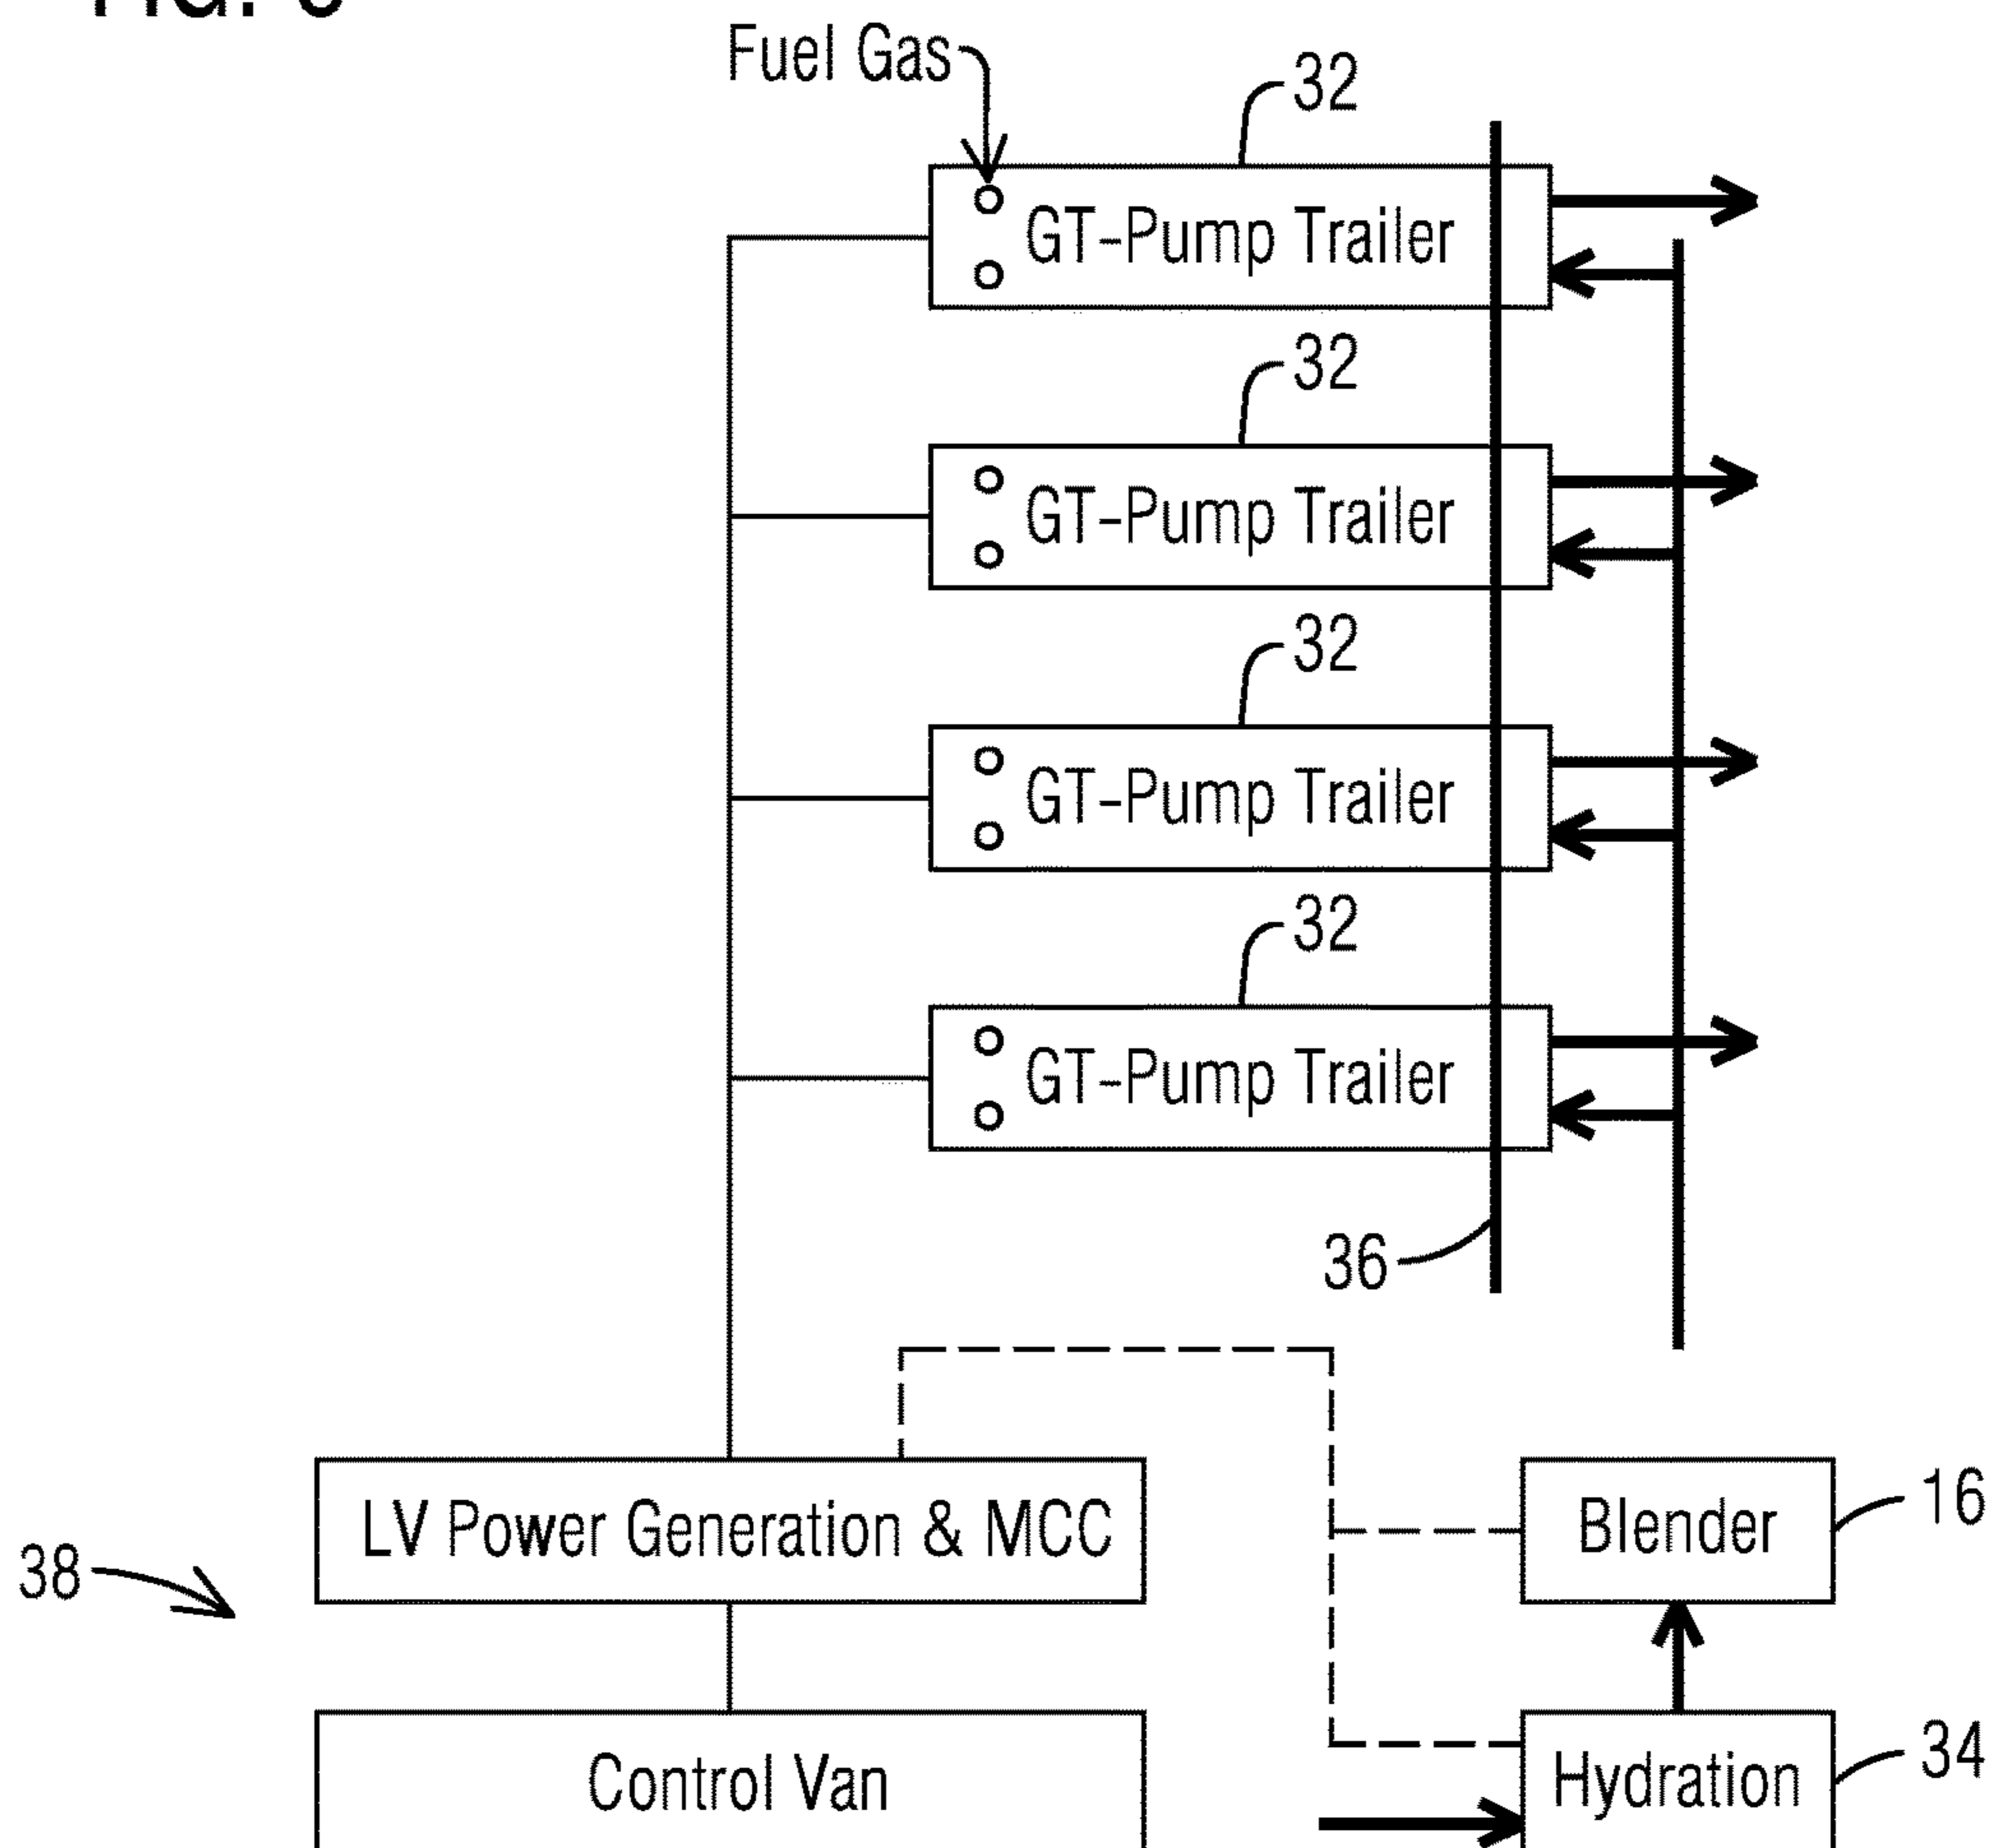 Fuel Gas
32
GT-Pump Trailer
32
GT-Pump Trailer
32
GT-Pump Trailer
32
GT-Pump Trailer
36
LV Power Generation & MCC
Blender
16
38
Control Van
Hydration
34